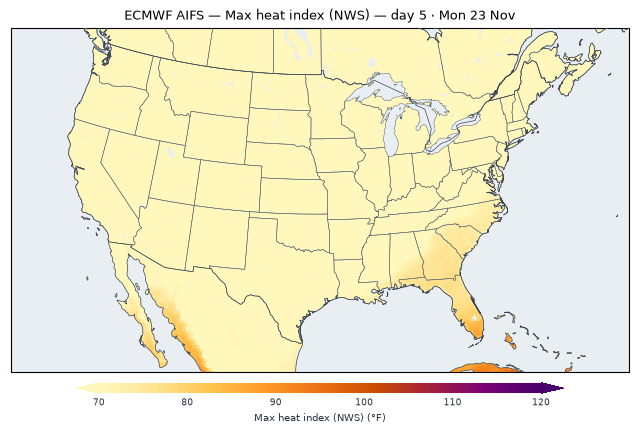 ECMWF AIFS — Max heat index (NWS) — day 5 · Mon 23 Nov
70 80 90 100 110 120
Max heat index (NWS) (°F)